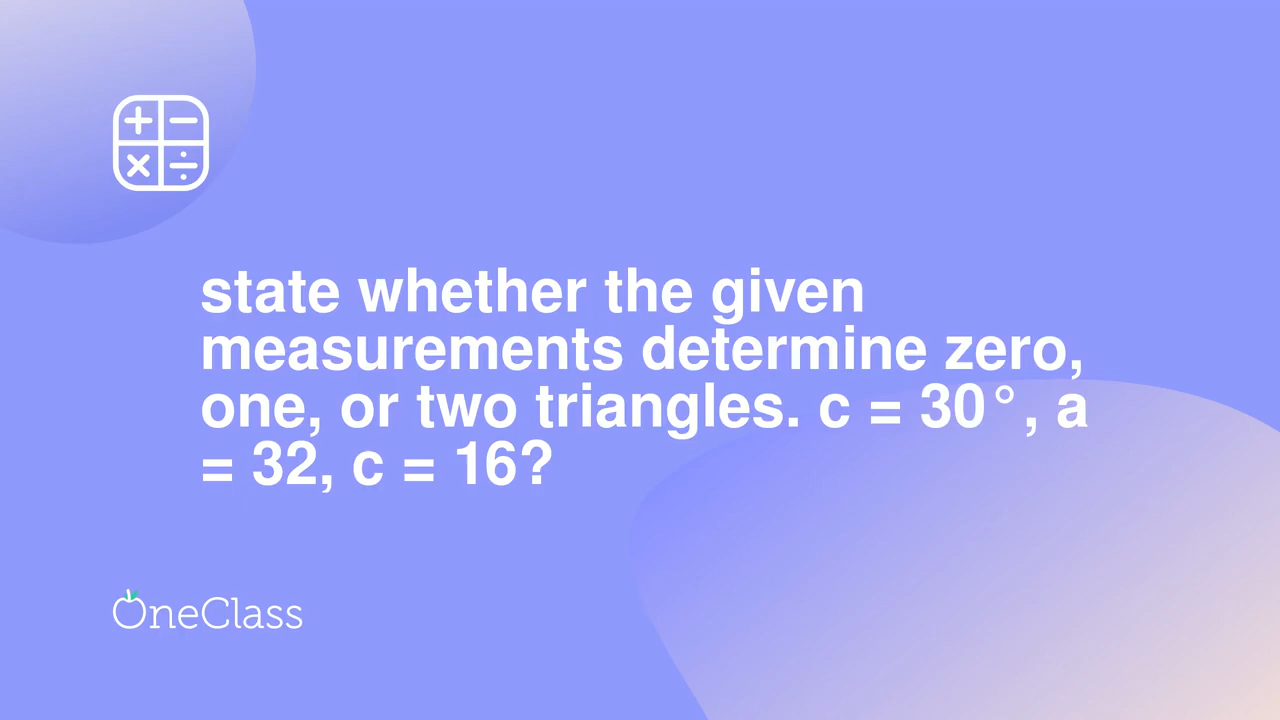 state whether the given
measurements determine zero,
one, or two triangles. c = 30°, a
= 32, c = 16?
OneClass